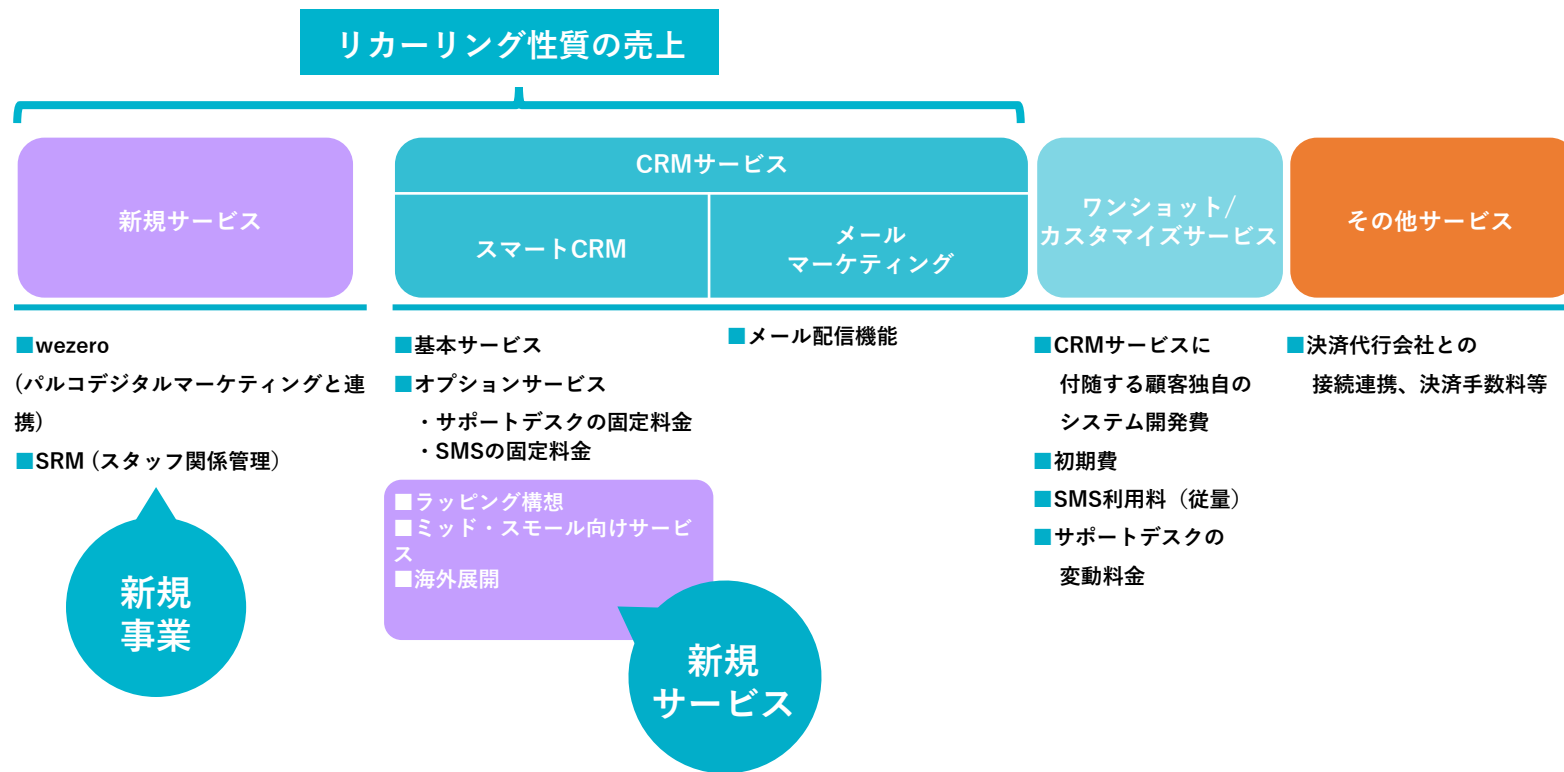 リカーリング性質の売上
新規サービス
CRMサービス
スマートCRM
メール
マーケティング
ワンショット/
カスタマイズサービス
その他サービス
■wezero
(パルコデジタルマーケティングと連
携)
■SRM (スタッフ関係管理)
新規
事業
■基本サービス
■オプションサービス
・サポートデスクの固定料金
・SMSの固定料金
■ラッピング構想
■ミッド・スモール向けサービ
ス
■海外展開
新規
サービス
■メール配信機能
■CRMサービスに
付随する顧客独自の
システム開発費
■初期費
■SMS利用料（従量）
■サポートデスクの
変動料金
■決済代行会社との
接続連携、決済手数料等